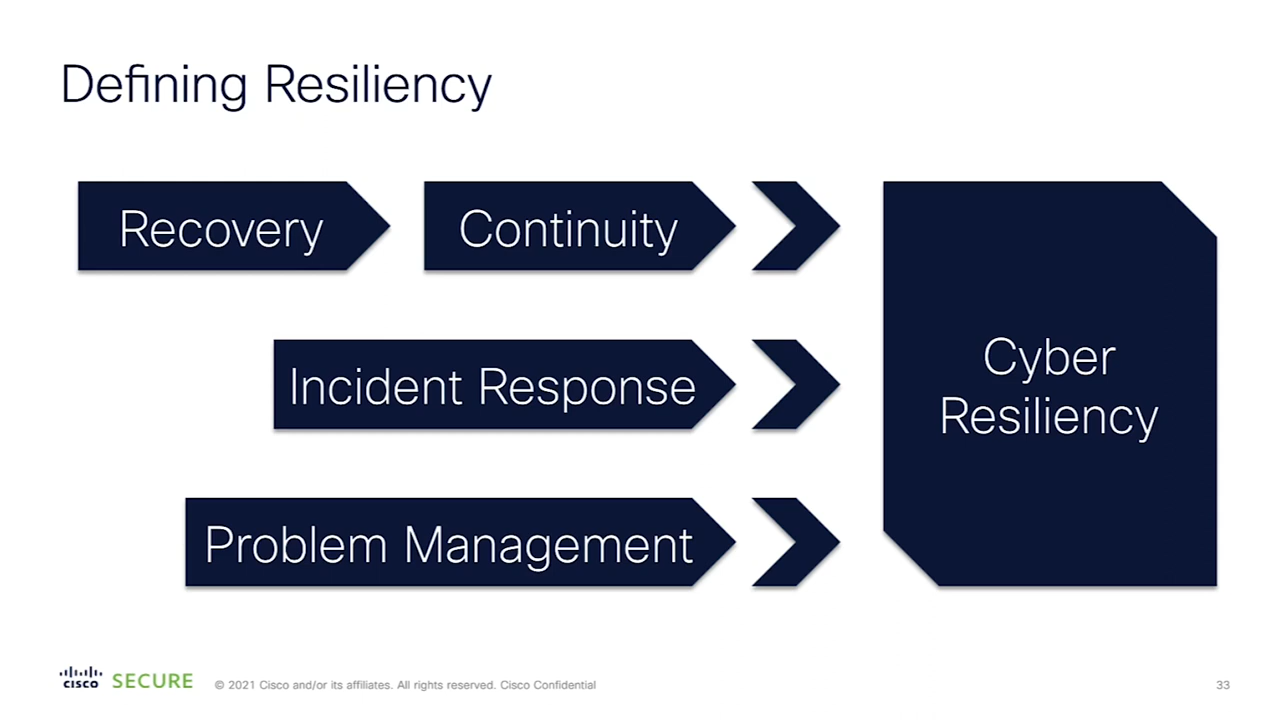 Defining Resiliency
Recovery
Continuity
Incident Response
Cyber
Resiliency
Problem Management
CISCO SECURE
© 2021 Cisco and/or its affiliates. All rights reserved. Cisco Confidential
33